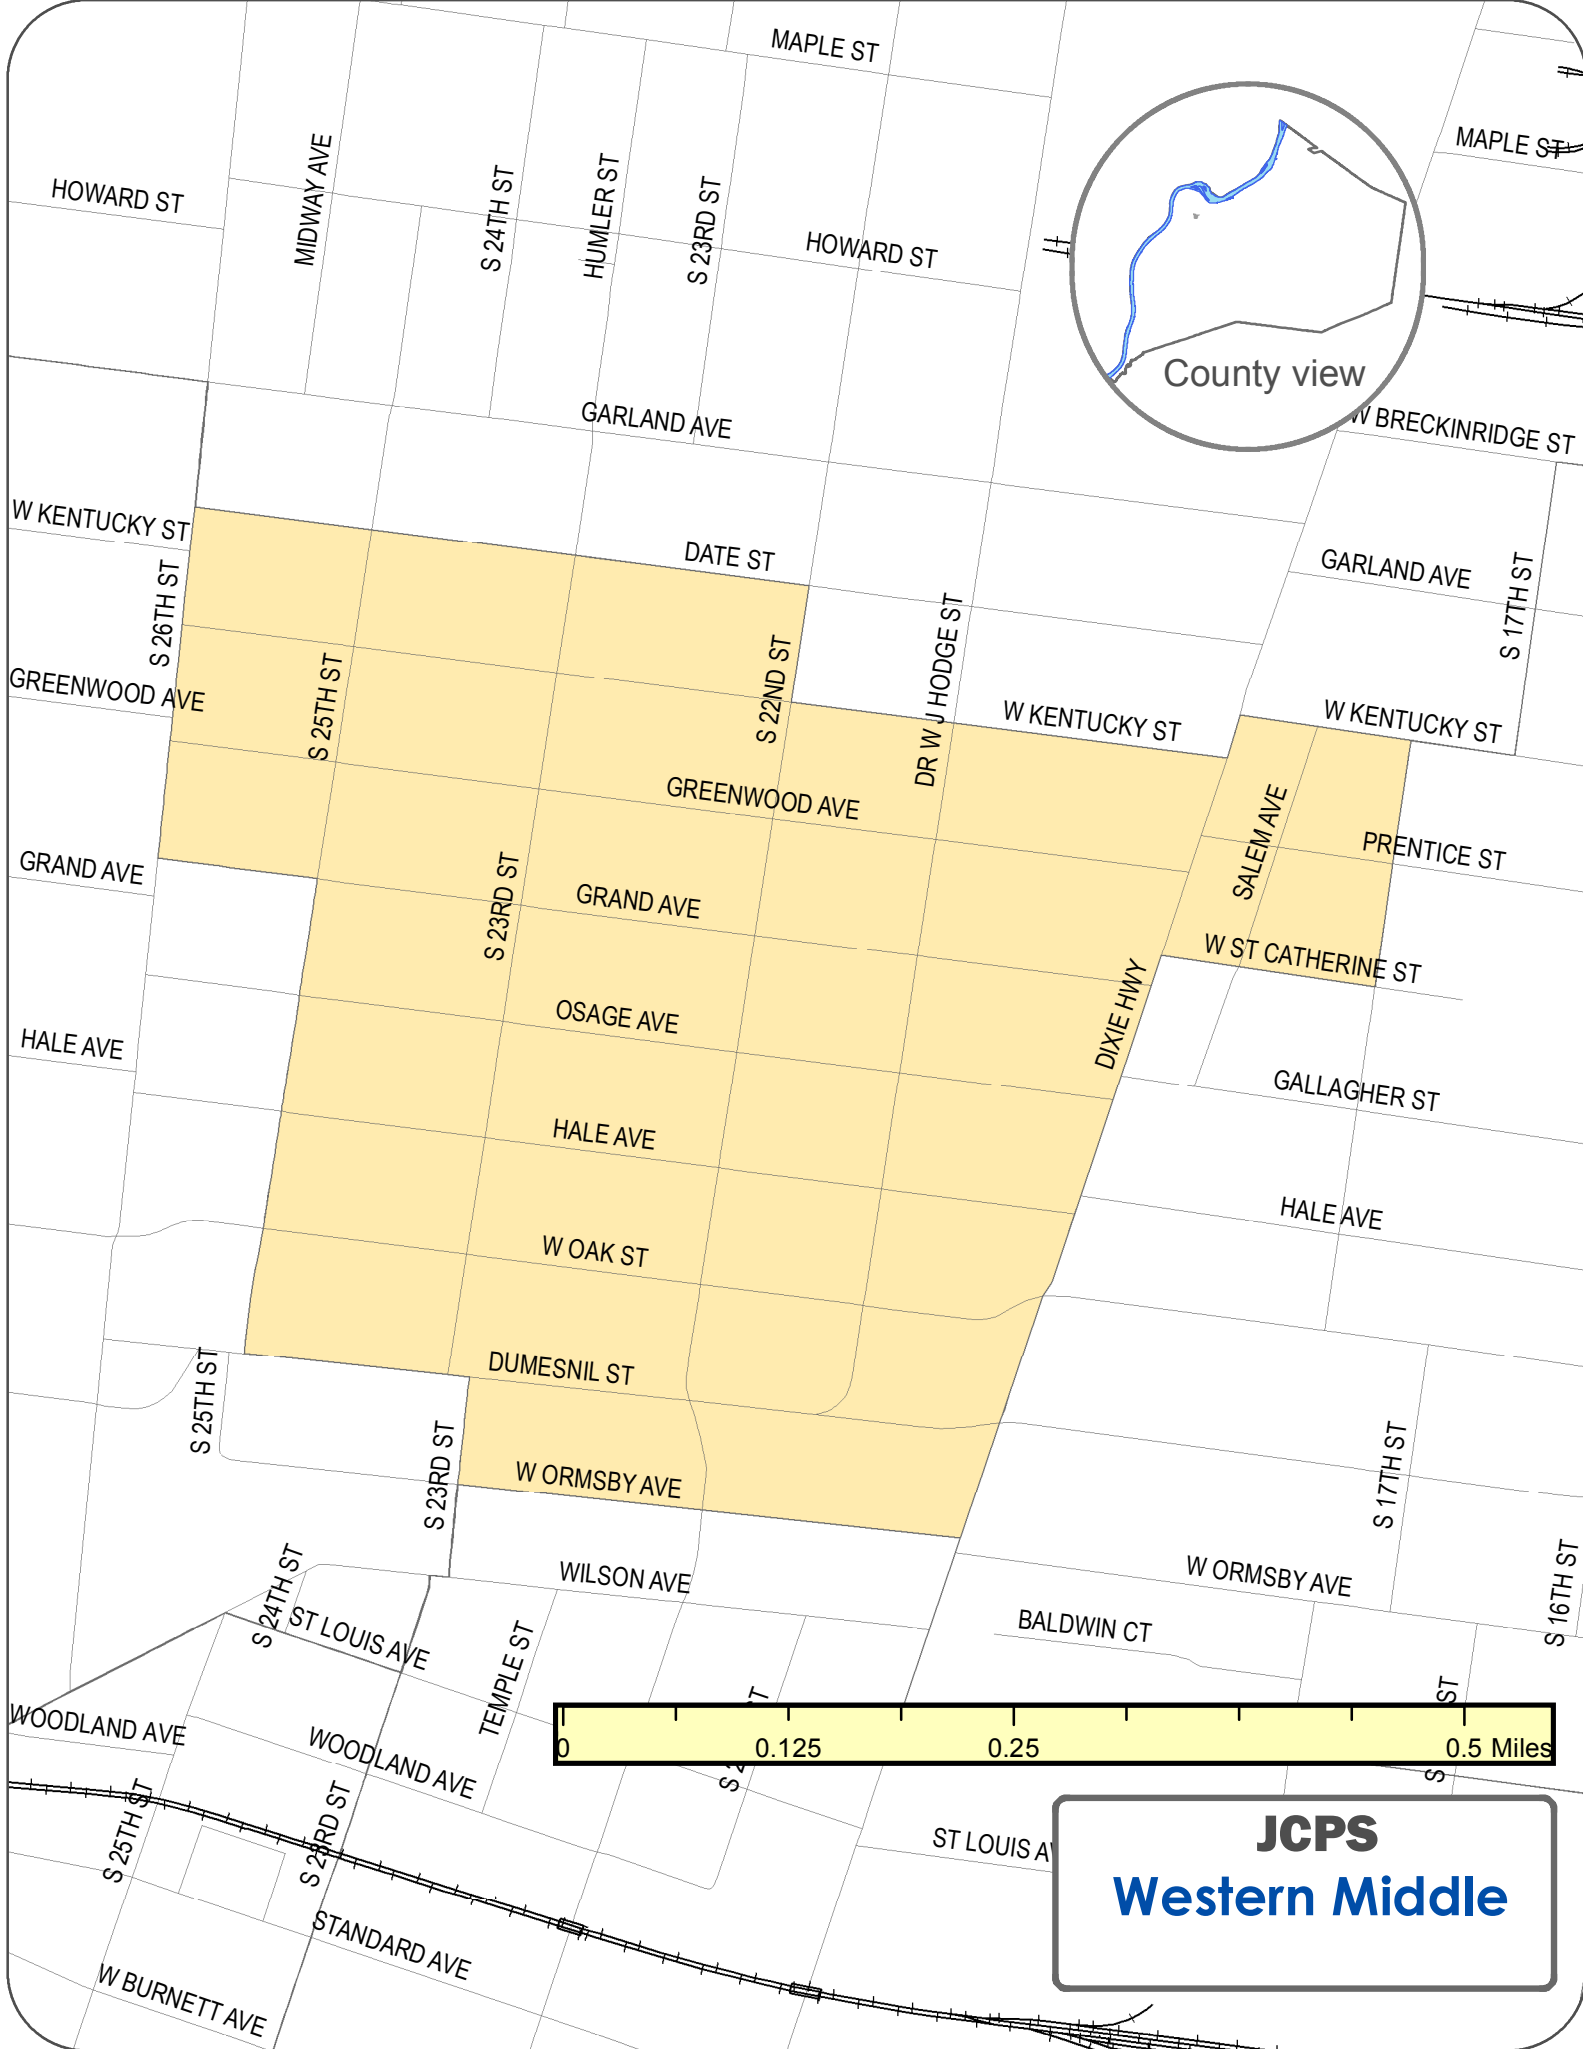 MAPLE ST
MAPLE ST
HOWARD ST
MIDWAY AVE
S 24TH ST
HUMLER ST
S 23RD ST
HOWARD ST
County view
GARLAND AVE
W BRECKINRIDGE ST
W KENTUCKY ST
DATE ST
GARLAND AVE
S 17TH ST
S 26TH ST
GREENWOOD AVE
S 25TH ST
S 22ND ST
DR W J HODGE ST
W KENTUCKY ST
W KENTUCKY ST
GREENWOOD AVE
SALEM AVE
PRENTICE ST
GRAND AVE
S 23RD ST
GRAND AVE
W ST CATHERINE ST
OSAGE AVE
DIXIE HWY
HALE AVE
GALLAGHER ST
HALE AVE
HALE AVE
W OAK ST
DUMESNIL ST
S 25TH ST
S 23RD ST
W ORMSBY AVE
S 17TH ST
WILSON AVE
W ORMSBY AVE
S 16TH ST
S 24TH ST
ST LOUIS AVE
TEMPLE ST
BALDWIN CT
WOODLAND AVE
WOODLAND AVE
ST
ST
0 0.125 0.25 0.5 Miles
S 25TH ST
S 23RD ST
ST LOUIS AV
JCPS
Western Middle
STANDARD AVE
W BURNETT AVE